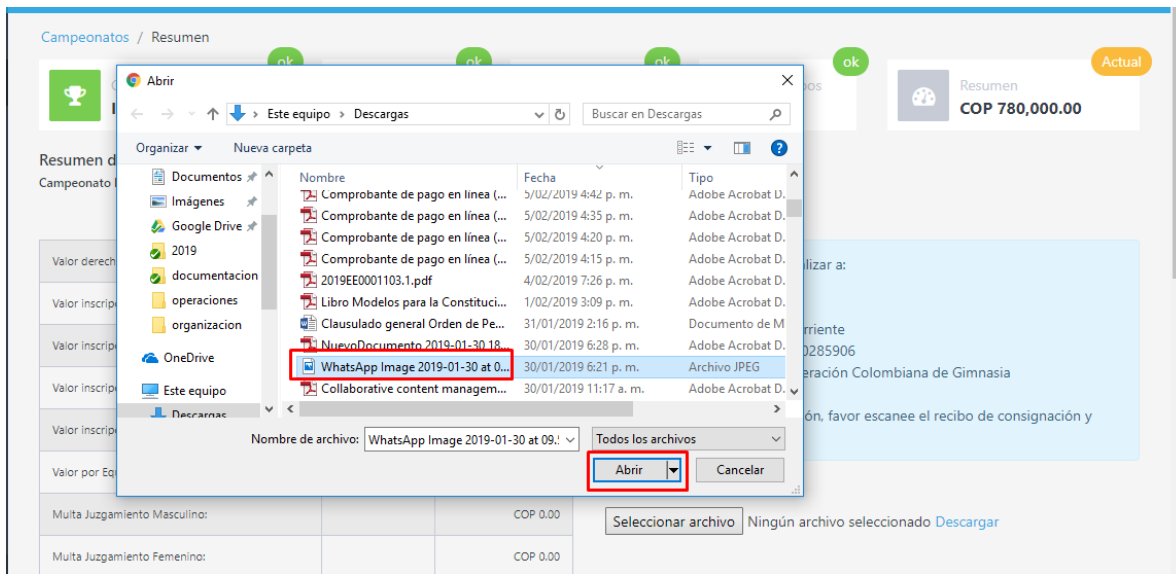 Campeonatos / Resumen
ok
ok
ok
ok
Actual
Resumen
COP 780,000.00
Resumen d
Campeonato
Abrir
Este equipo > Descargas
Buscar en Descargas
Organizar
Nueva carpeta
Documentos
Imágenes
Google Drive
2019
documentacion
operaciones
organizacion
OneDrive
Este equipo
Descargas
Nombre Fecha Tipo
Comprobante de pago en línea (... 5/02/2019 4:42 p. m. Adobe Acrobat D.
Comprobante de pago en línea (... 5/02/2019 4:35 p. m. Adobe Acrobat D.
Comprobante de pago en línea (... 5/02/2019 4:20 p. m. Adobe Acrobat D.
Comprobante de pago en línea (... 5/02/2019 4:15 p. m. Adobe Acrobat D.
2019EE0001103.1.pdf 4/02/2019 7:26 p. m. Adobe Acrobat D.
Libro Modelos para la Constituci... 1/02/2019 3:09 p. m. Adobe Acrobat D.
Clausulado general Orden de Pe... 31/01/2019 2:16 p. m. Documento de M
NuevoDocumento 2019-01-30 18... 30/01/2019 6:28 p. m. Adobe Acrobat D.
WhatsApp Image 2019-01-30 at 0... 30/01/2019 6:21 p. m. Archivo JPEG
Collaborative content managem... 30/01/2019 11:17 a. m. Adobe Acrobat D.
Nombre de archivo: WhatsApp Image 2019-01-30 at 09.! Todos los archivos
Abrir Cancelar
Valor derech
Valor inscripc
Valor inscripc
Valor inscripc
Valor inscripc
Valor por Equ
Multa Juzgamiento Masculino: COP 0.00
Multa Juzgamiento Femenino: COP 0.00
lizar a:
rriente
0285906
eración Colombiana de Gimnasia
ón, favor escanee el recibo de consignación y
Seleccionar archivo Ningún archivo seleccionado Descargar